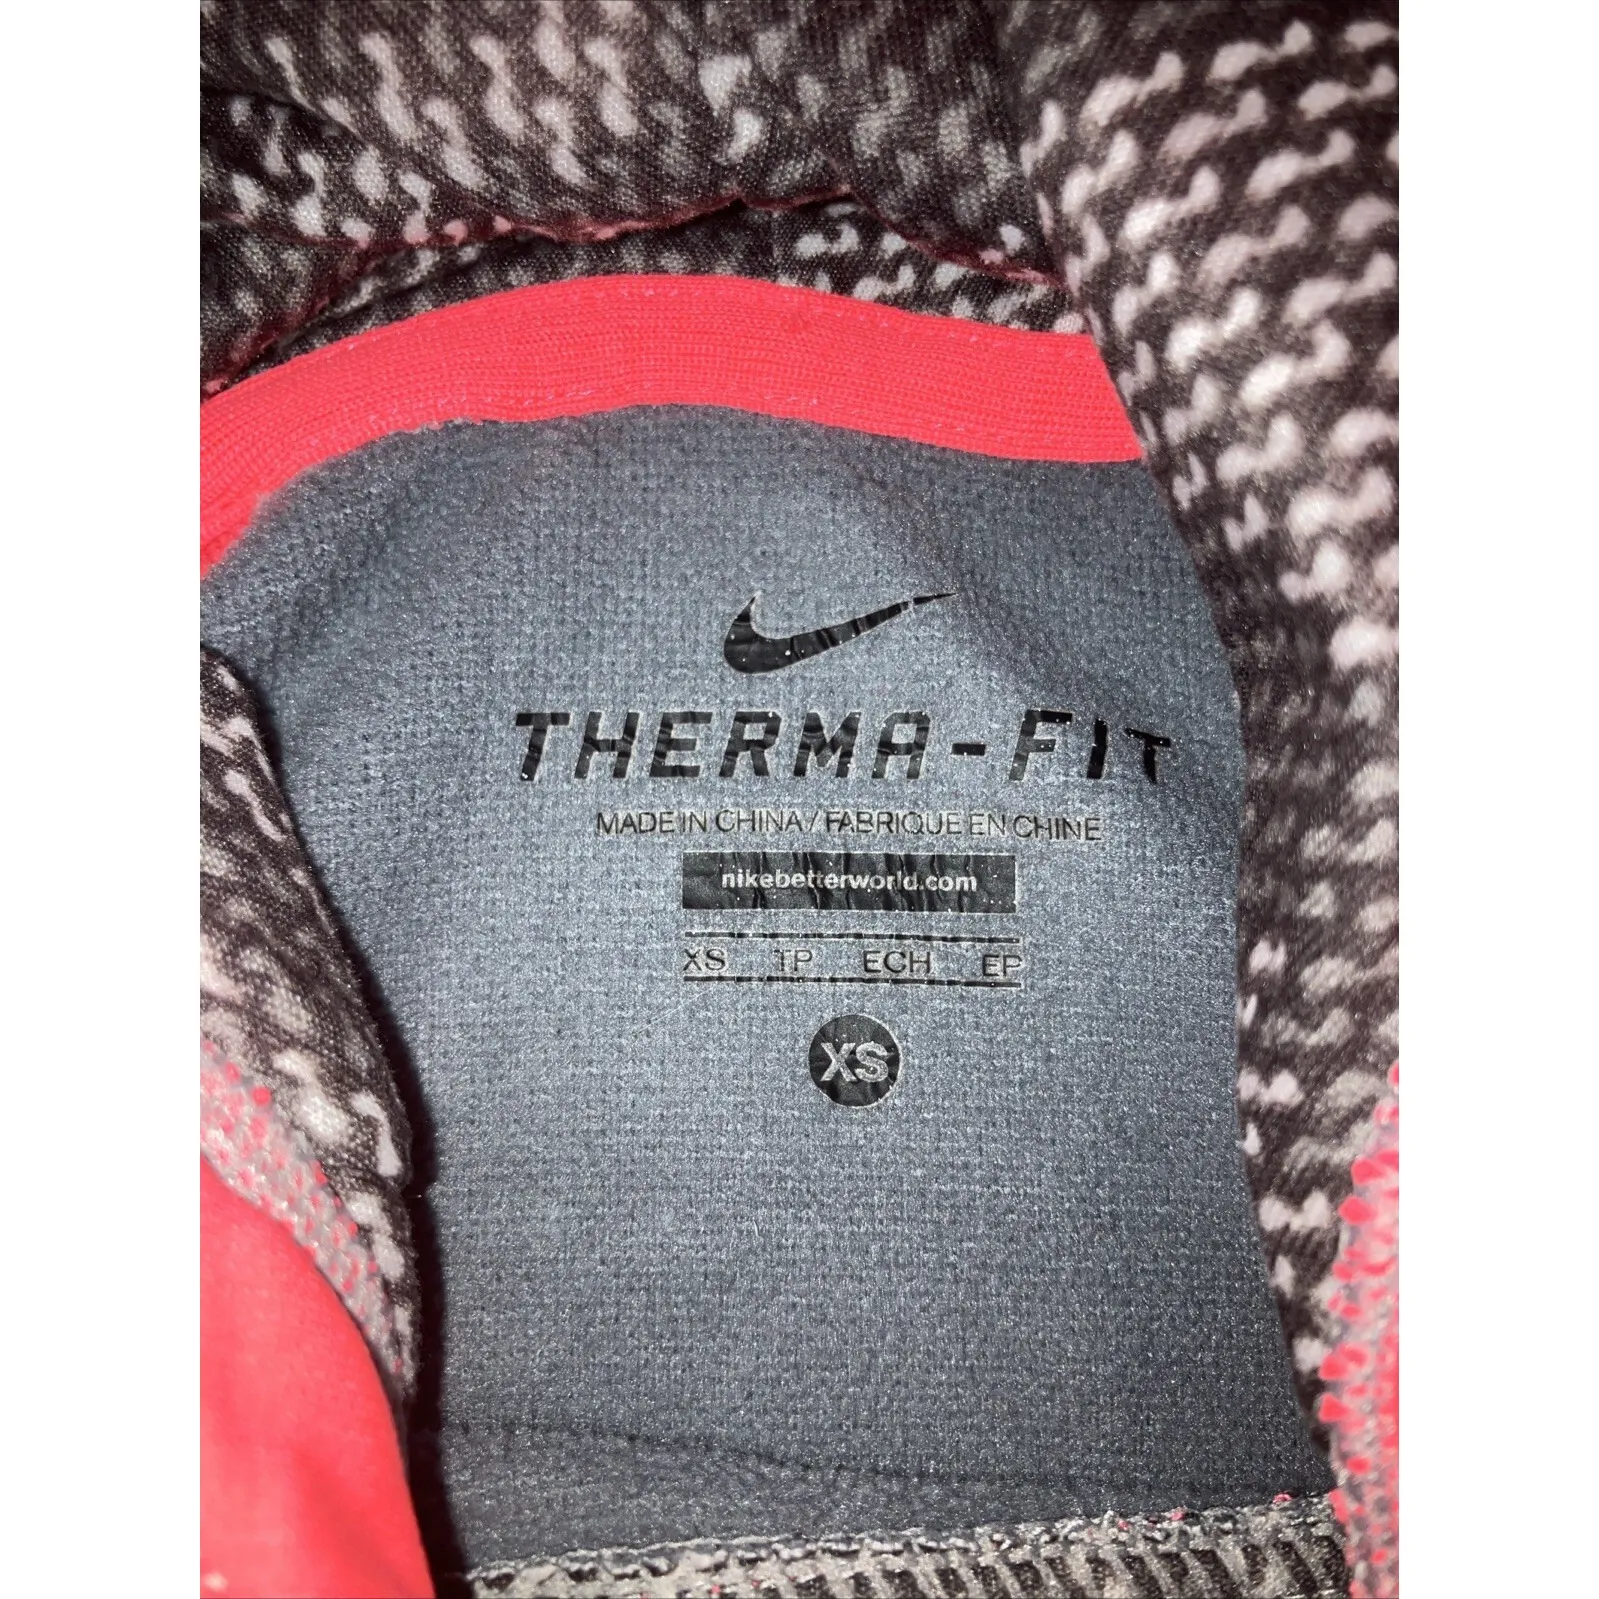 THERMA-FIT
MADE IN CHINA / FABRIQUE EN CHINE
nikebetterworld.com
XS TP ECH EP
XS